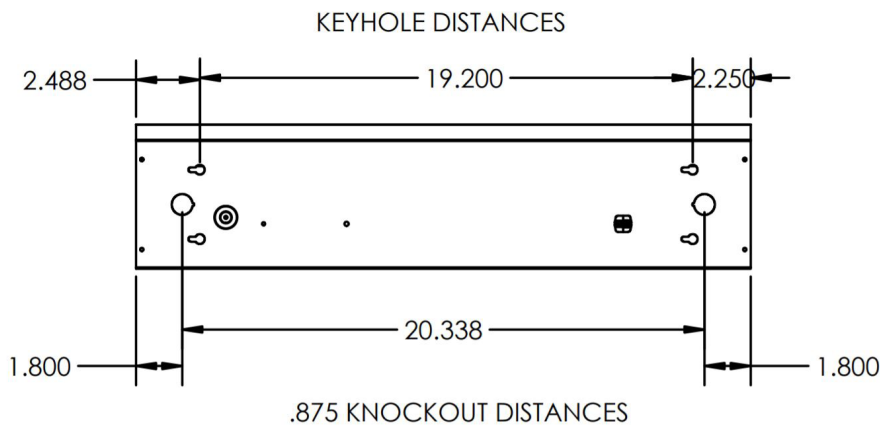 KEYHOLE DISTANCES
2.488 19.200 2.250
20.338
1.800 1.800
.875 KNOCKOUT DISTANCES